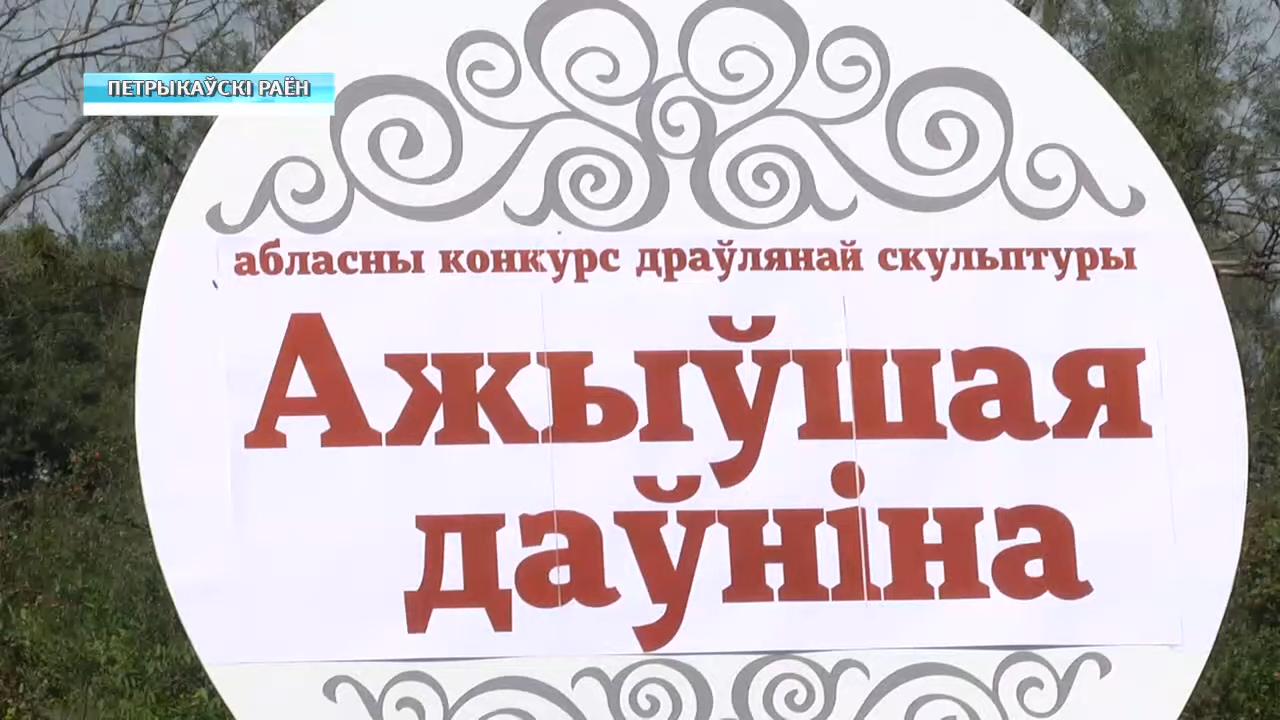 ПЕТРЫКАЎСКІ РАЁН
абласны конкурс драўлянай скульптуры
Ажыўшая
даўніна